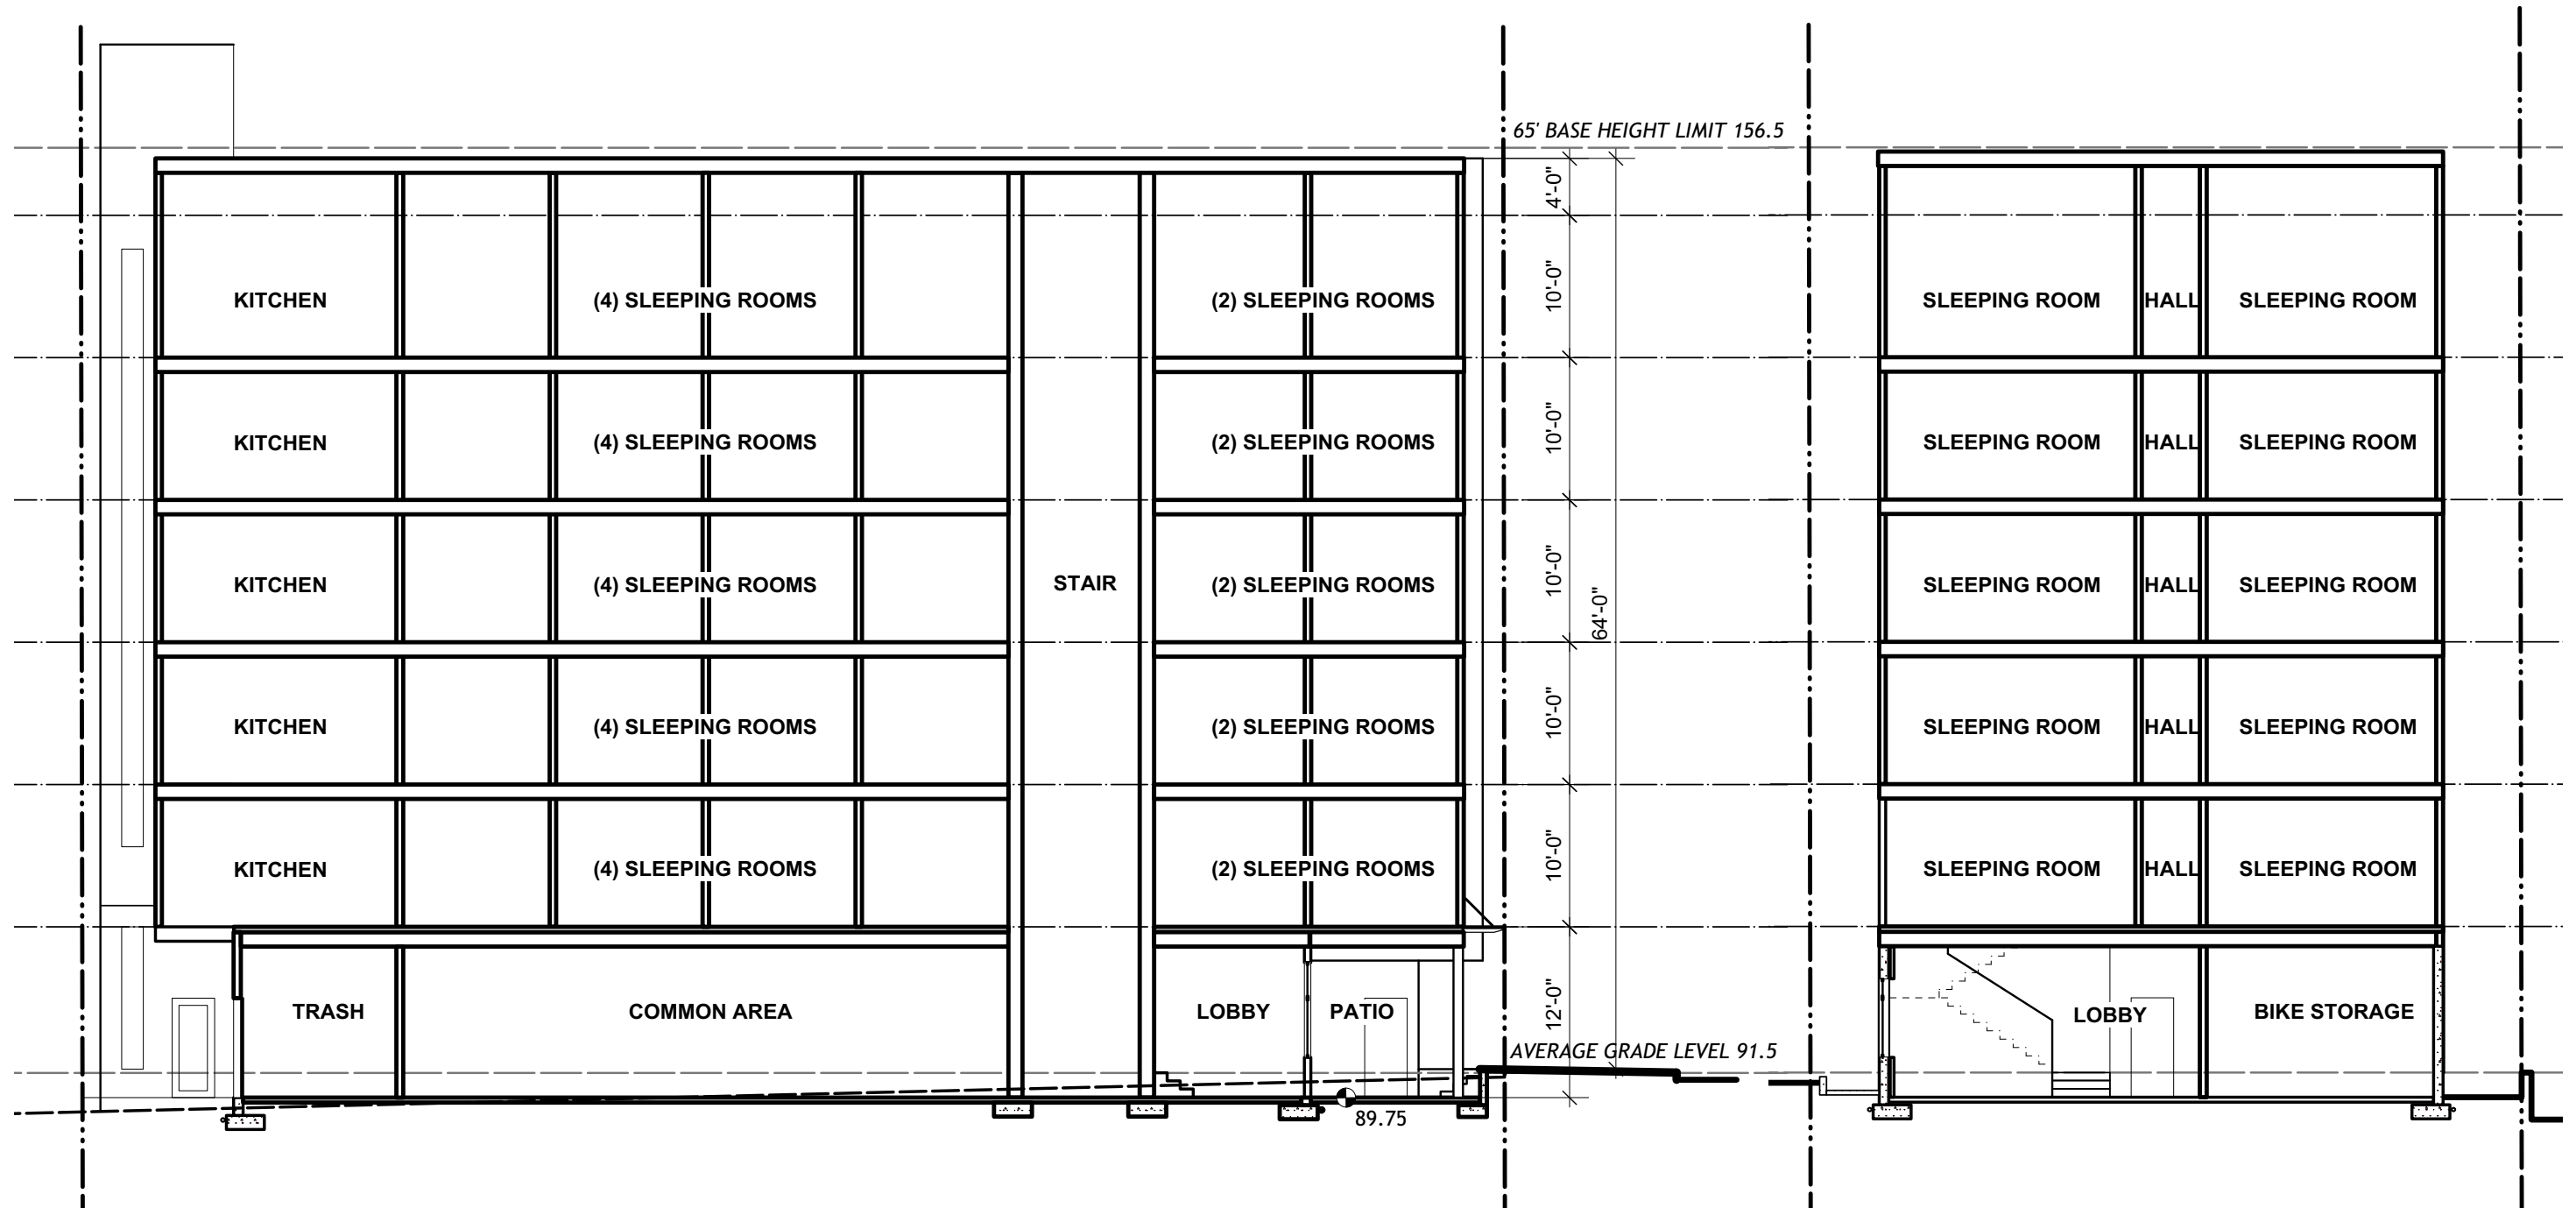 65' BASE HEIGHT LIMIT 156.5
4'-0"
10'-0"
KITCHEN (4) SLEEPING ROOMS (2) SLEEPING ROOMS SLEEPING ROOM HALL SLEEPING ROOM
10'-0"
KITCHEN (4) SLEEPING ROOMS (2) SLEEPING ROOMS SLEEPING ROOM HALL SLEEPING ROOM
10'-0"
KITCHEN (4) SLEEPING ROOMS STAIR (2) SLEEPING ROOMS SLEEPING ROOM HALL SLEEPING ROOM
64'-0"
10'-0"
KITCHEN (4) SLEEPING ROOMS (2) SLEEPING ROOMS SLEEPING ROOM HALL SLEEPING ROOM
10'-0"
KITCHEN (4) SLEEPING ROOMS (2) SLEEPING ROOMS SLEEPING ROOM HALL SLEEPING ROOM
12'-0"
TRASH COMMON AREA LOBBY PATIO LOBBY BIKE STORAGE
AVERAGE GRADE LEVEL 91.5
89.75